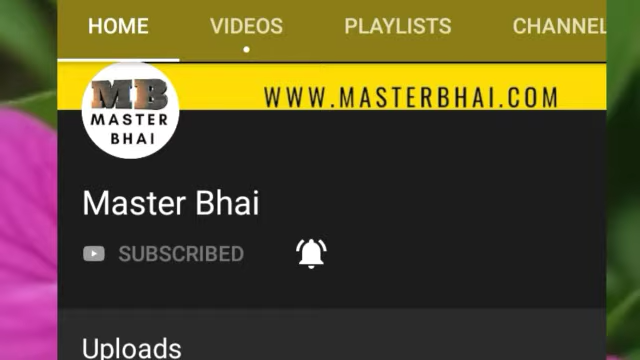 HOME VIDEOS PLAYLISTS CHANNEL
WWW.MASTERBHAI.COM
MB
MASTER
BHAI
Master Bhai
SUBSCRIBED
Uploads